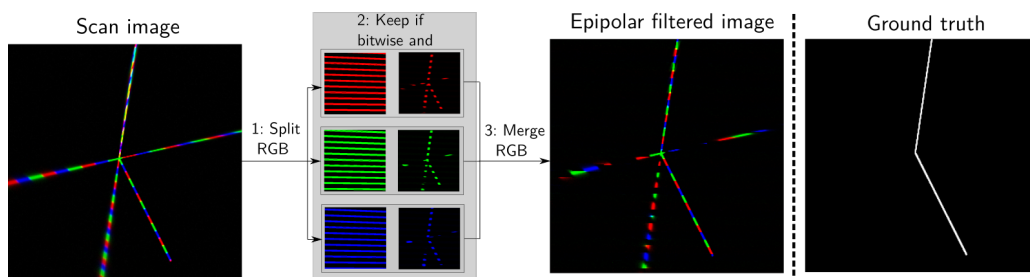 Scan image
2: Keep if
bitwise and
Epipolar filtered image
Ground truth
1: Split
RGB
3: Merge
RGB